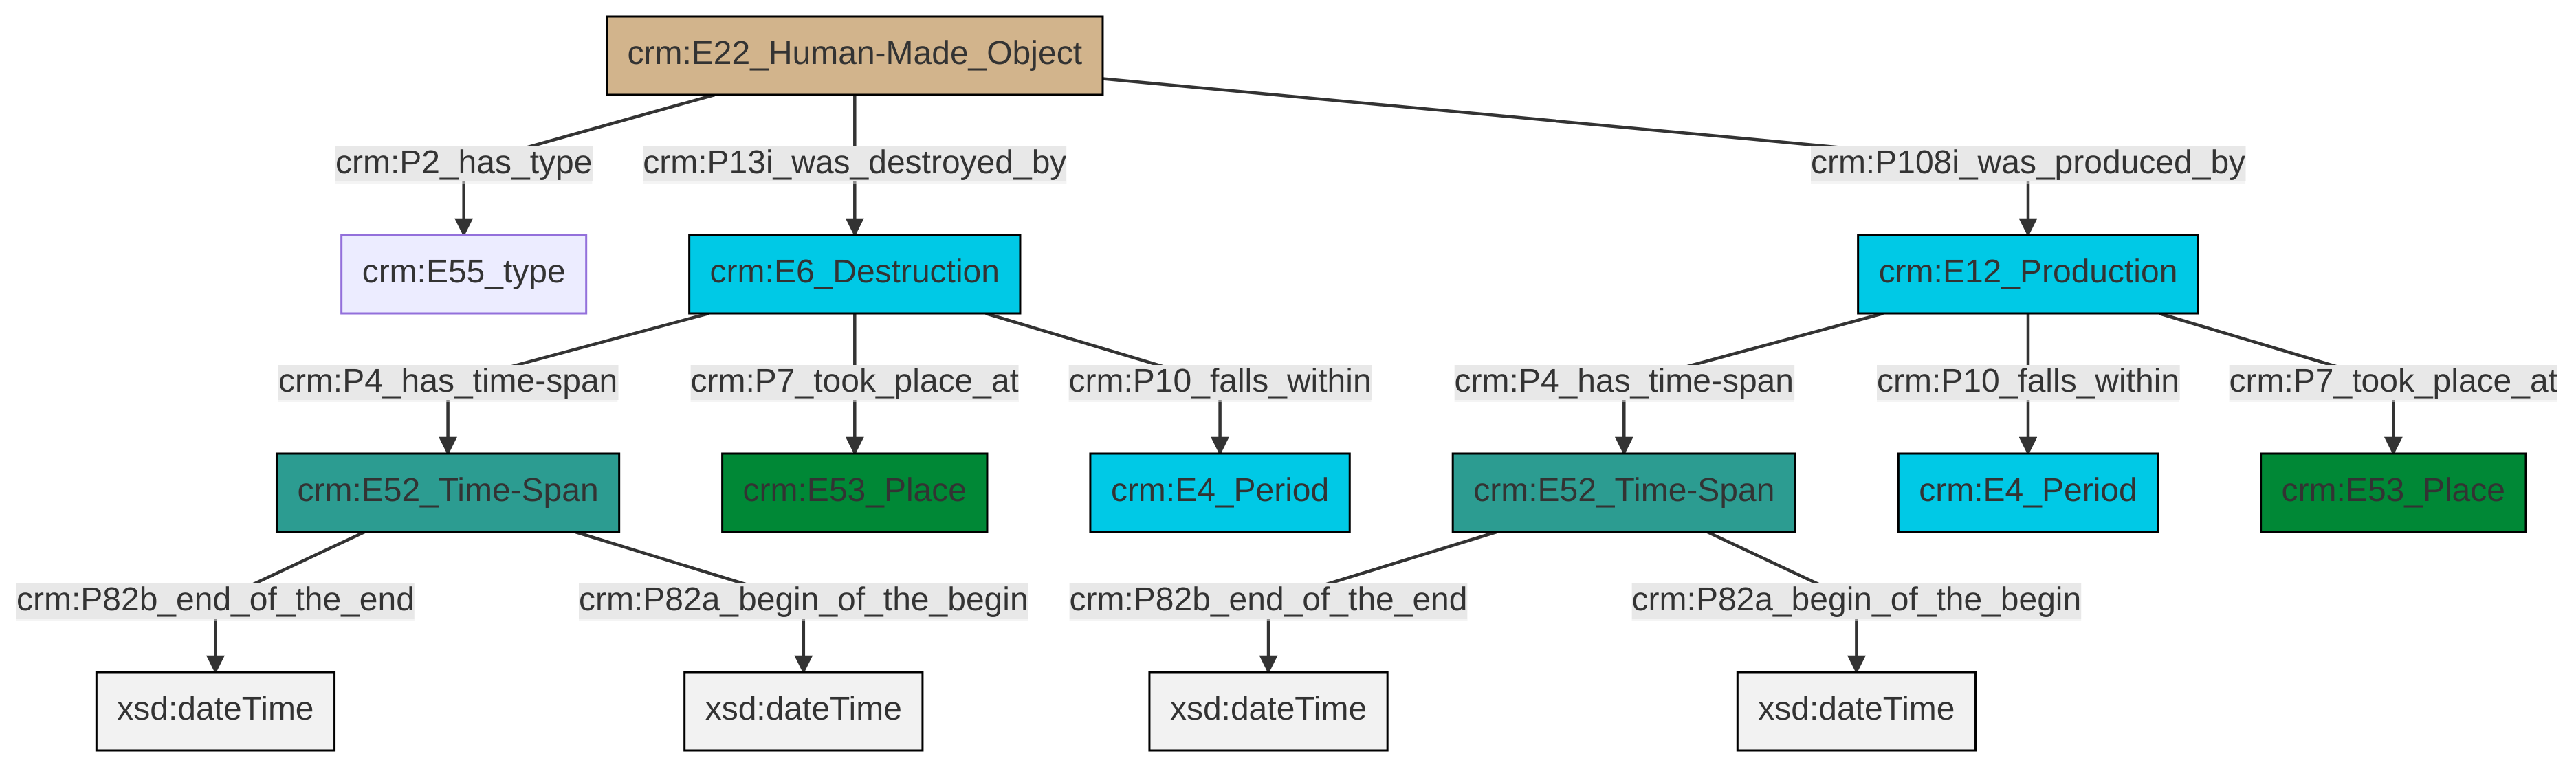 crm:E22_Human-Made_Object
crm:P2_has_type
crm:P13i_was_destroyed_by
crm:P108i_was_produced_by
crm:E55_type
crm:E6_Destruction
crm:E12_Production
crm:P4_has_time-span
crm:P7_took_place_at
crm:P10_falls_within
crm:P4_has_time-span
crm:P10_falls_within
crm:P7_took_place_at
crm:E52_Time-Span
crm:E53_Place
crm:E4_Period
crm:E52_Time-Span
crm:E4_Period
crm:E53_Place
crm:P82b_end_of_the_end
crm:P82a_begin_of_the_begin
crm:P82b_end_of_the_end
crm:P82a_begin_of_the_begin
xsd:dateTime
xsd:dateTime
xsd:dateTime
xsd:dateTime